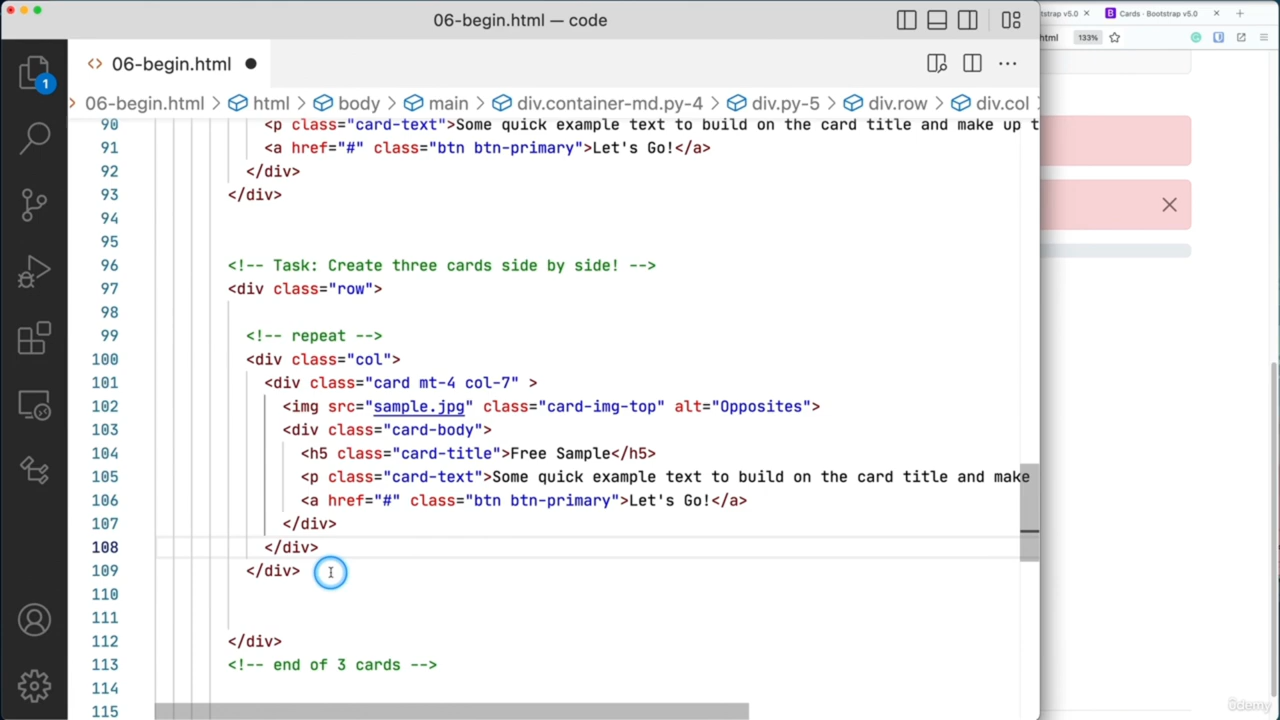 06-begin.html — code
tstrap v5.0
Cards · Bootstrap v5.0
06-begin.html
html
133%
1
06-begin.html > html > body > main > div.container-md.py-4 > div.py-5 > div.row > div.col
90 <p class="card-text">Some quick example text to build on the card title and make up t
91 <a href="#" class="btn btn-primary">Let's Go!</a>
92 </div>
93 </div>
94
95
96 <!-- Task: Create three cards side by side! -->
97 <div class="row">
98
99 <!-- repeat -->
100 <div class="col">
101 <div class="card mt-4 col-7" >
102 <img src="sample.jpg" class="card-img-top" alt="Opposites">
103 <div class="card-body">
104 <h5 class="card-title">Free Sample</h5>
105 <p class="card-text">Some quick example text to build on the card title and make
106 <a href="#" class="btn btn-primary">Let's Go!</a>
107 </div>
108 </div>
109 </div>
110
111
112 </div>
113 <!-- end of 3 cards -->
114
115
ûdemy